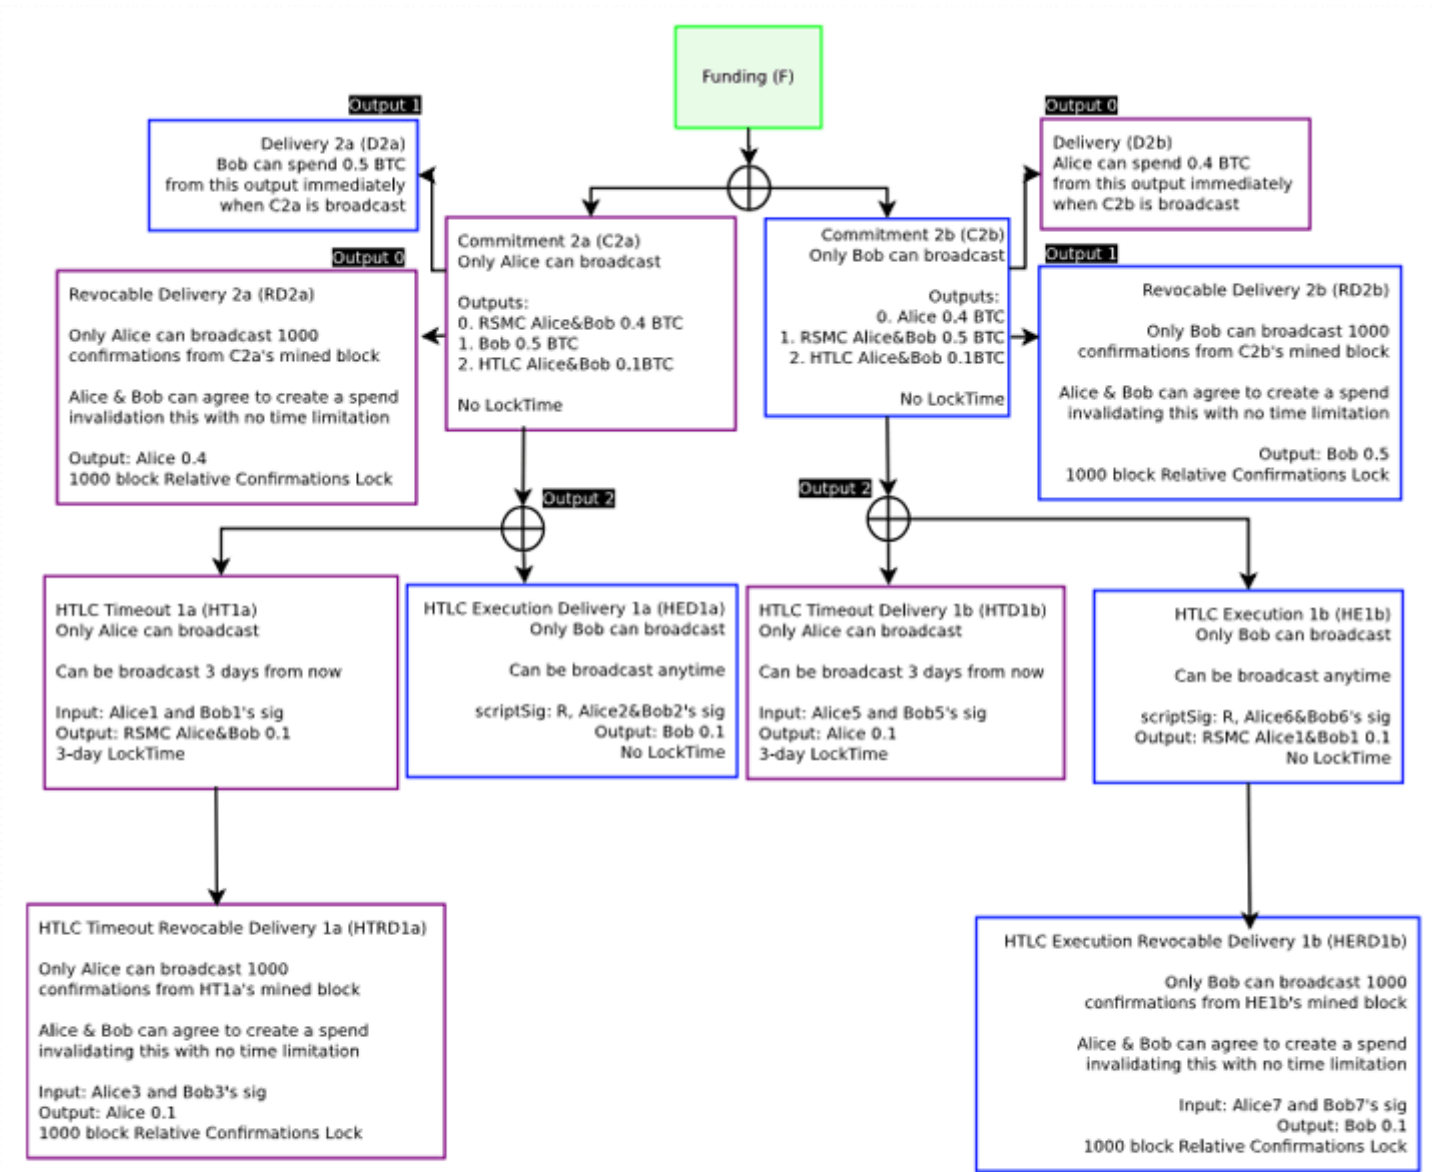 Funding (F)
Output 1
Delivery 2a (D2a)
Bob can spend 0.5 BTC
from this output immediately
when C2a is broadcast
Output 0
Delivery (D2b)
Alice can spend 0.4 BTC
from this output immediately
when C2b is broadcast
Commitment 2a (C2a)
Only Alice can broadcast
Outputs:
0. RSMC Alice&Bob 0.4 BTC
1. Bob 0.5 BTC
2. HTLC Alice&Bob 0.1BTC
No LockTime
Commitment 2b (C2b)
Only Bob can broadcast
Outputs:
0. Alice 0.4 BTC
1. RSMC Alice&Bob 0.5 BTC
2. HTLC Alice&Bob 0.1BTC
No LockTime
Output 0
Revocable Delivery 2a (RD2a)
Only Alice can broadcast 1000
confirmations from C2a's mined block
Alice & Bob can agree to create a spend
invalidation this with no time limitation
Output: Alice 0.4
1000 block Relative Confirmations Lock
Output 1
Revocable Delivery 2b (RD2b)
Only Bob can broadcast 1000
confirmations from C2b's mined block
Alice & Bob can agree to create a spend
invalidating this with no time limitation
Output: Bob 0.5
1000 block Relative Confirmations Lock
Output 2
Output 2
HTLC Timeout 1a (HT1a)
Only Alice can broadcast
Can be broadcast 3 days from now
Input: Alice1 and Bob1's sig
Output: RSMC Alice&Bob 0.1
3-day LockTime
HTLC Execution Delivery 1a (HED1a)
Only Bob can broadcast
Can be broadcast anytime
scriptSig: R, Alice2&Bob2's sig
Output: Bob 0.1
No LockTime
HTLC Timeout Delivery 1b (HTD1b)
Only Alice can broadcast
Can be broadcast 3 days from now
Input: Alice5 and Bob5's sig
Output: Alice 0.1
3-day LockTime
HTLC Execution 1b (HE1b)
Only Bob can broadcast
Can be broadcast anytime
scriptSig: R, Alice6&Bob6's sig
Output: RSMC Alice1&Bob1 0.1
No LockTime
HTLC Timeout Revocable Delivery 1a (HTRD1a)
Only Alice can broadcast 1000
confirmations from HT1a's mined block
Alice & Bob can agree to create a spend
invalidating this with no time limitation
Input: Alice3 and Bob3's sig
Output: Alice 0.1
1000 block Relative Confirmations Lock
HTLC Execution Revocable Delivery 1b (HERD1b)
Only Bob can broadcast 1000
confirmations from HE1b's mined block
Alice & Bob can agree to create a spend
invalidating this with no time limitation
Input: Alice7 and Bob7's sig
Output: Bob 0.1
1000 block Relative Confirmations Lock